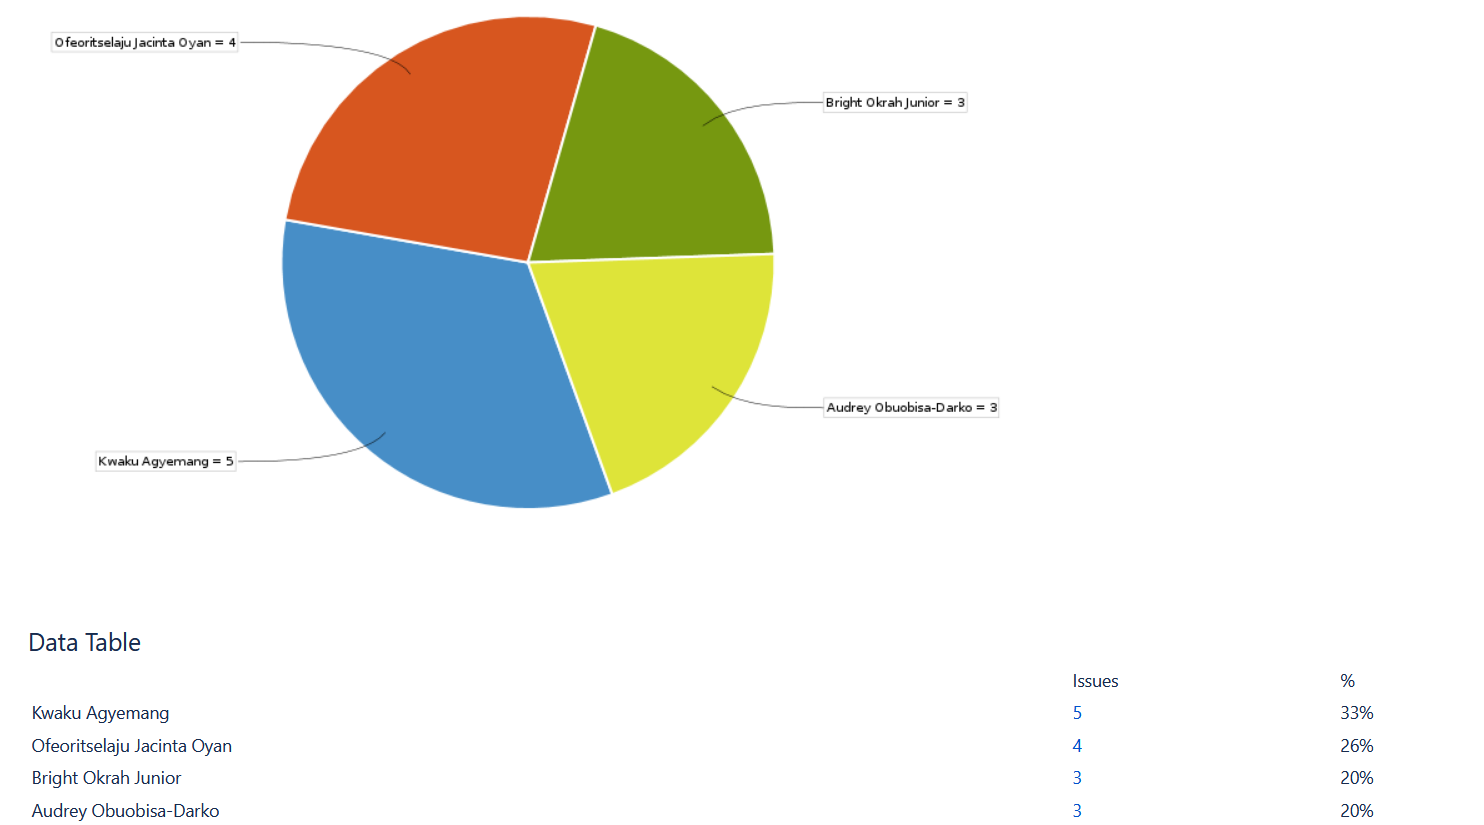 Ofeoritselaju Jacinta Oyan = 4
Bright Okrah Junior = 3
Audrey Obuobisa-Darko = 3
Kwaku Agyemang = 5
Data Table
Issues %
Kwaku Agyemang 5 33%
Ofeoritselaju Jacinta Oyan 4 26%
Bright Okrah Junior 3 20%
Audrey Obuobisa-Darko 3 20%